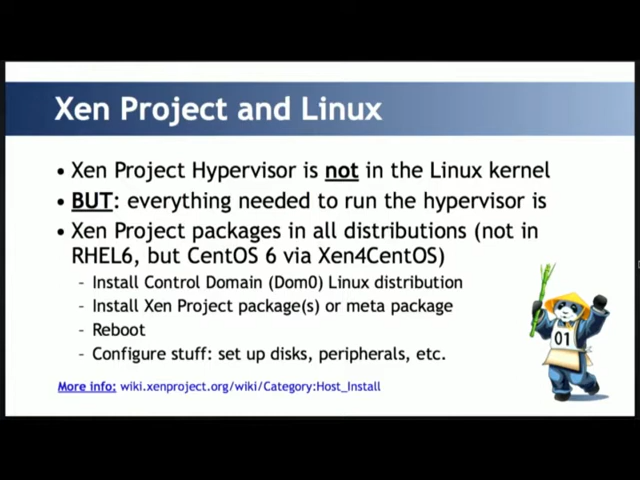 Xen Project and Linux
• Xen Project Hypervisor is not in the Linux kernel
• BUT: everything needed to run the hypervisor is
• Xen Project packages in all distributions (not in
RHEL6, but CentOS 6 via Xen4CentOS)
- Install Control Domain (Dom0) Linux distribution
- Install Xen Project package(s) or meta package
- Reboot
- Configure stuff: set up disks, peripherals, etc.
01
More info: wiki.xenproject.org/wiki/Category:Host_Install